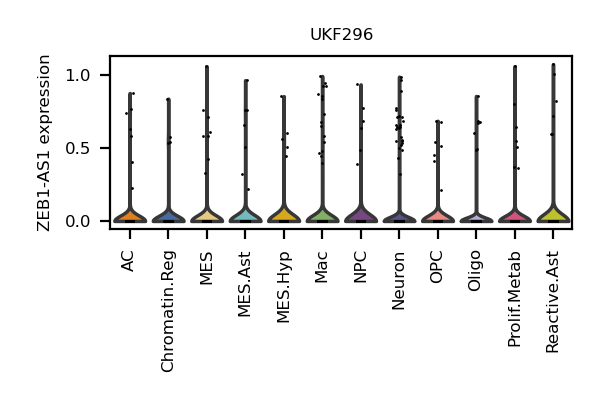 UKF296
ZEB1-AS1 expression
1.0
0.5
0.0
AC
Chromatin.Reg
MES
MES.Ast
MES.Hyp
Mac
NPC
Neuron
OPC
Oligo
Prolif.Metab
Reactive.Ast